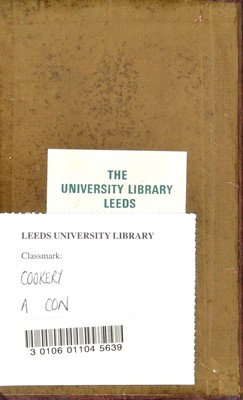 THE
UNIVERSITY LIBRARY
LEEDS
LEEDS UNIVERSITY LIBRARY
Classmark:
COOKERY
A CON
3 0106 01104 5639